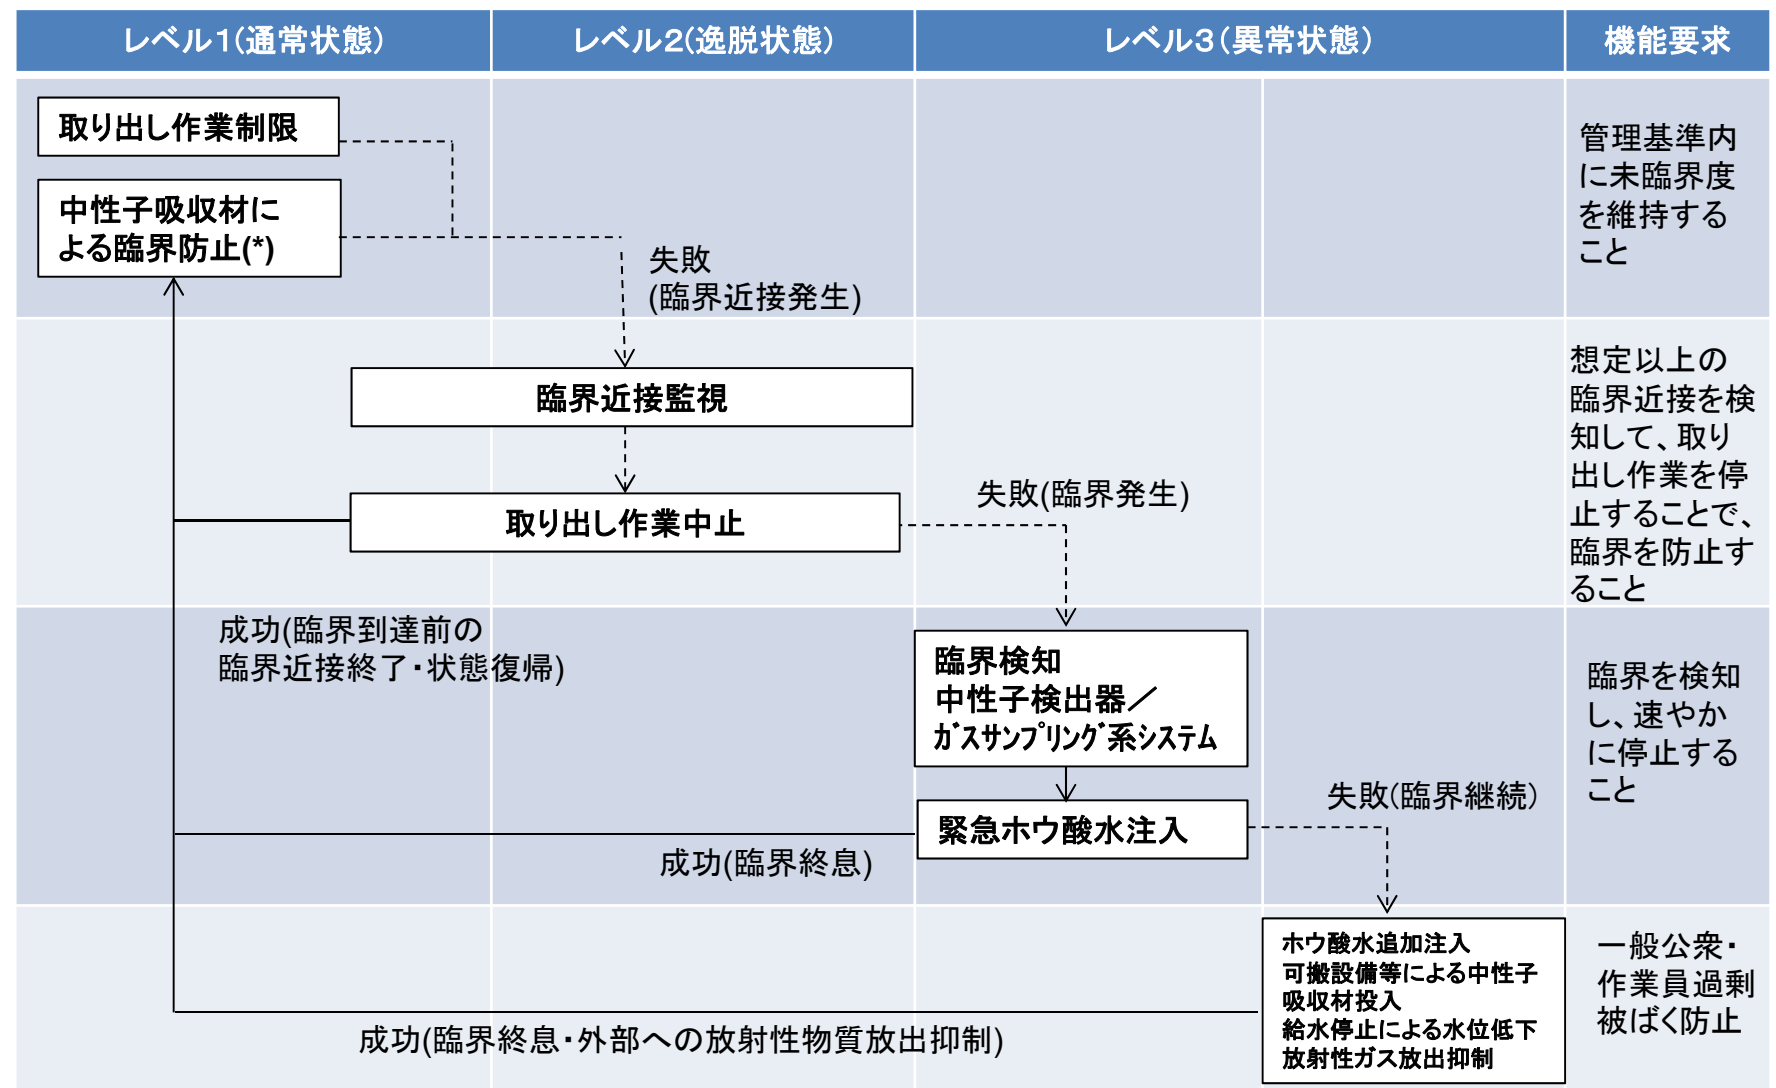 レベル1(通常状態)
レベル2(逸脱状態)
レベル3(異常状態)
機能要求
取り出し作業制限
中性子吸収材に
よる臨界防止(*)
失敗
(臨界近接発生)
管理基準内
に未臨界度
を維持する
こと
臨界近接監視
取り出し作業中止
失敗(臨界発生)
想定以上の
臨界近接を検
知して、取り
出し作業を停
止することで、
臨界を防止す
ること
成功(臨界到達前の
臨界近接終了・状態復帰)
臨界検知
中性子検出器／
ｶﾞｽサンプリング系システム
緊急ホウ酸水注入
成功(臨界終息)
失敗(臨界継続)
臨界を検知
し、速やか
に停止する
こと
ホウ酸水追加注入
可搬設備等による中性子
吸収材投入
給水停止による水位低下
放射性ガス放出抑制
成功(臨界終息・外部への放射性物質放出抑制)
一般公衆・
作業員過剰
被ばく防止